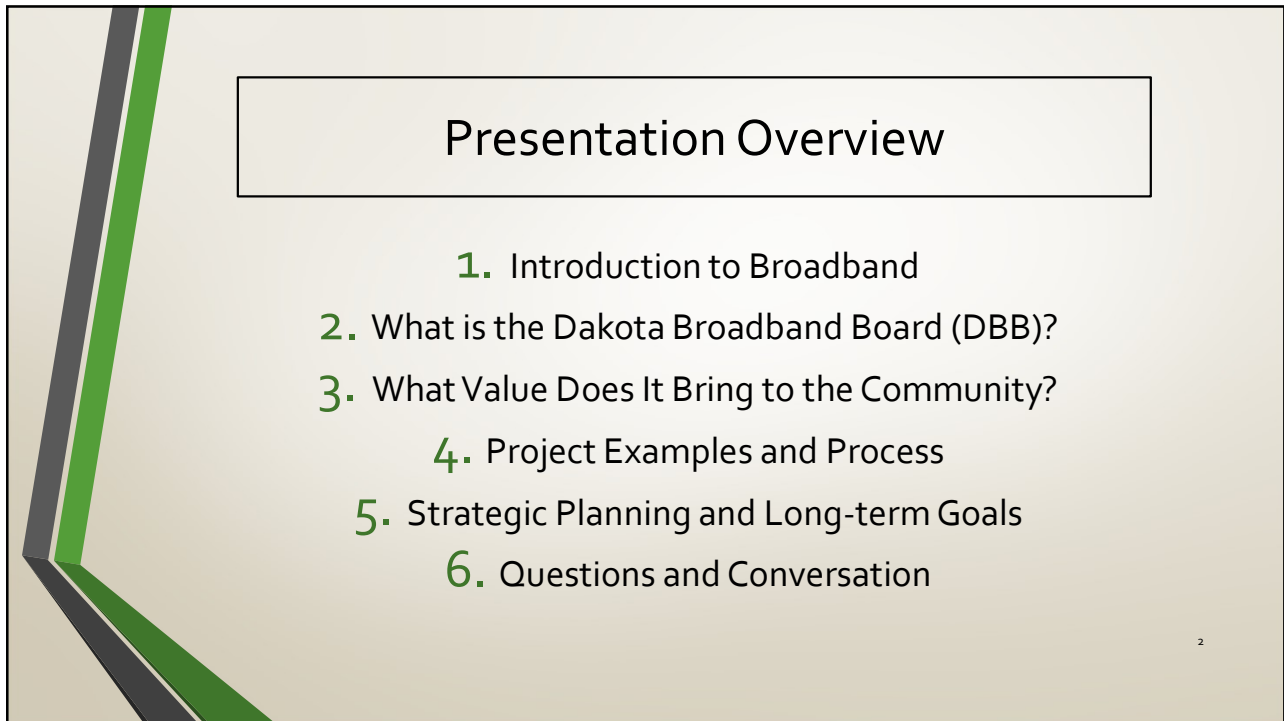 Presentation Overview
1. Introduction to Broadband
2. What is the Dakota Broadband Board (DBB)?
3. What Value Does It Bring to the Community?
4. Project Examples and Process
5. Strategic Planning and Long-term Goals
6. Questions and Conversation
2